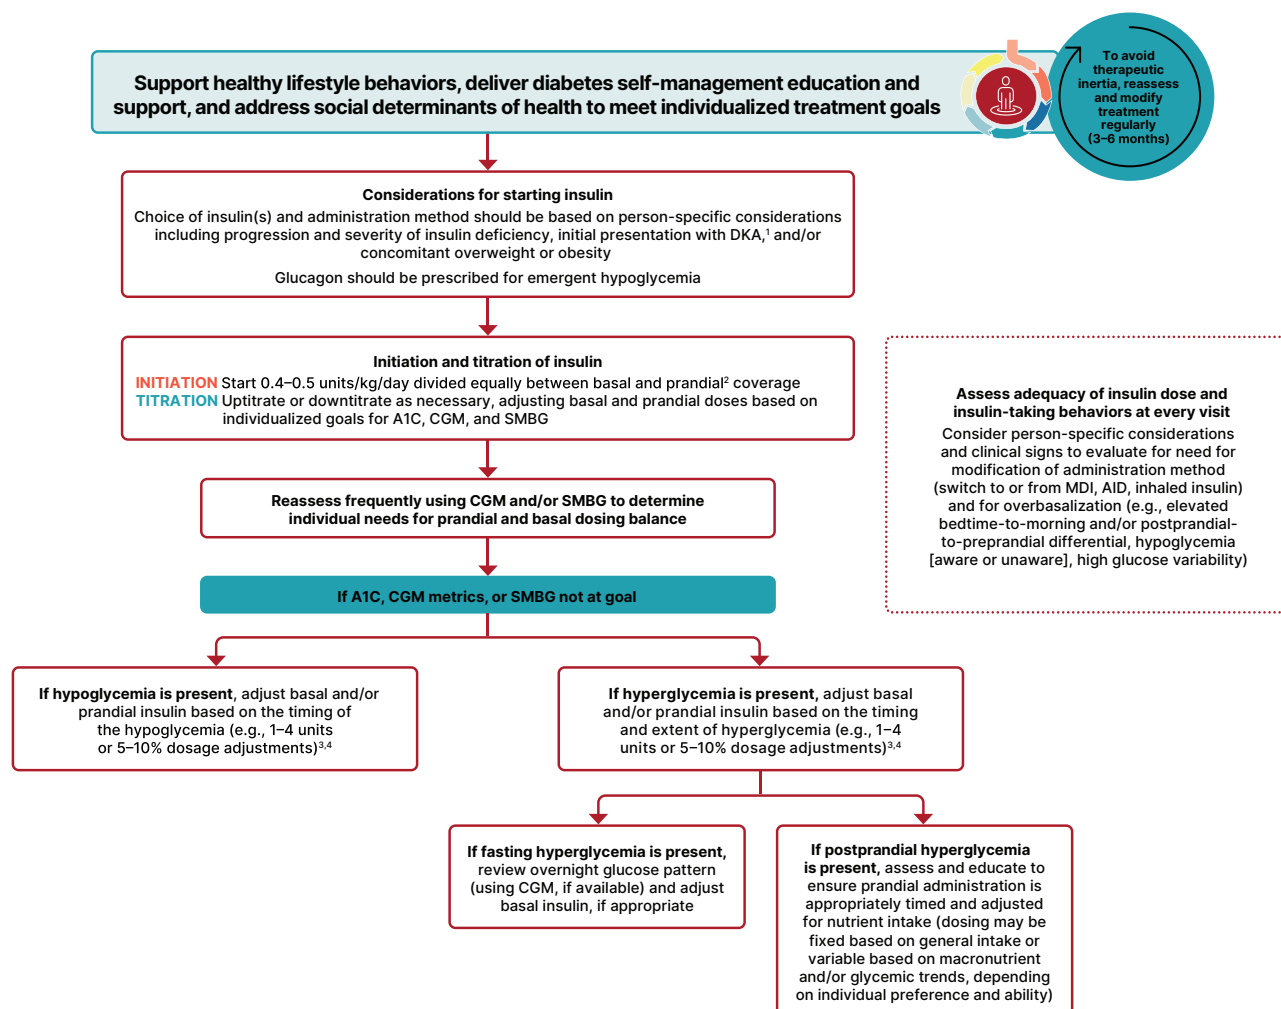 Support healthy lifestyle behaviors, deliver diabetes self-management education and
support, and address social determinants of health to meet individualized treatment goals
To avoid
therapeutic
inertia, reassess
and modify
treatment
regularly
(3–6 months)
Considerations for starting insulin
Choice of insulin(s) and administration method should be based on person-specific considerations
including progression and severity of insulin deficiency, initial presentation with DKA,¹ and/or
concomitant overweight or obesity
Glucagon should be prescribed for emergent hypoglycemia
Initiation and titration of insulin
INITIATION Start 0.4–0.5 units/kg/day divided equally between basal and prandial² coverage
TITRATION Uptitrate or downtitrate as necessary, adjusting basal and prandial doses based on
individualized goals for A1C, CGM, and SMBG
Assess adequacy of insulin dose and
insulin-taking behaviors at every visit
Consider person-specific considerations
and clinical signs to evaluate for need for
modification of administration method
(switch to or from MDI, AID, inhaled insulin)
and for overbasalization (e.g., elevated
bedtime-to-morning and/or postprandial-
to-preprandial differential, hypoglycemia
[aware or unaware], high glucose variability)
Reassess frequently using CGM and/or SMBG to determine
individual needs for prandial and basal dosing balance
If A1C, CGM metrics, or SMBG not at goal
If hypoglycemia is present, adjust basal and/or
prandial insulin based on the timing of
the hypoglycemia (e.g., 1–4 units
or 5–10% dosage adjustments)³,⁴
If hyperglycemia is present, adjust basal
and/or prandial insulin based on the timing
and extent of hyperglycemia (e.g., 1–4
units or 5–10% dosage adjustments)³,⁴
If fasting hyperglycemia is present,
review overnight glucose pattern
(using CGM, if available) and adjust
basal insulin, if appropriate
If postprandial hyperglycemia
is present, assess and educate to
ensure prandial administration is
appropriately timed and adjusted
for nutrient intake (dosing may be
fixed based on general intake or
variable based on macronutrient
and/or glycemic trends, depending
on individual preference and ability)